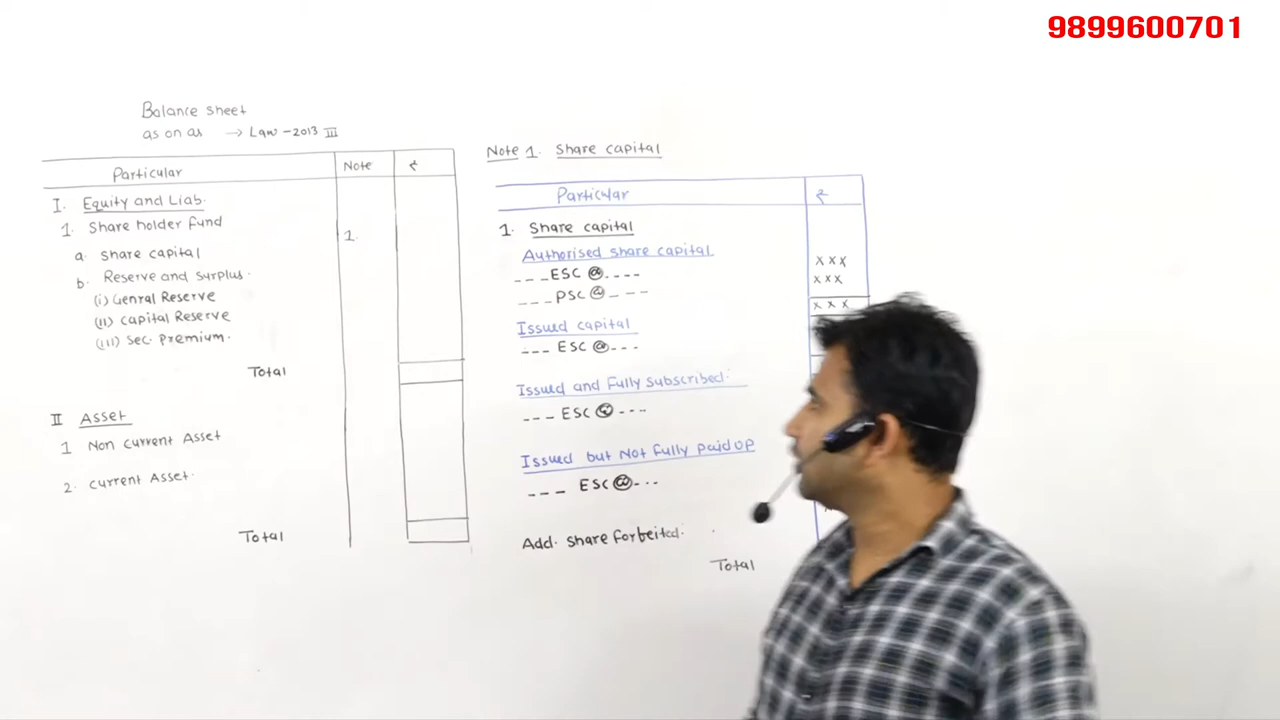 9899600701
Balance sheet
as on as → Law - 2013 III
Particular Note ₹
I. Equity and Liab.
1. Share holder Fund
1.
a. share capital
b. Reserve and surplus.
(i) Genral Reserve
(ii) capital Reserve
(iii) Sec. Premium.
Total
II Asset
1 Non current Asset
2. current Asset.
Total
Note 1. Share capital
Particular ₹
1. Share capital
Authorised share capital
---ESC @ ---- xxx
---PSC @ --- xxx
xxx
Issued capital
--- ESC @ ---
Issued and Fully Subscribed.
--- ESC @ ---
Issued but Not Fully paid up
--- ESC @ ---
Add. share forfeited.
Total